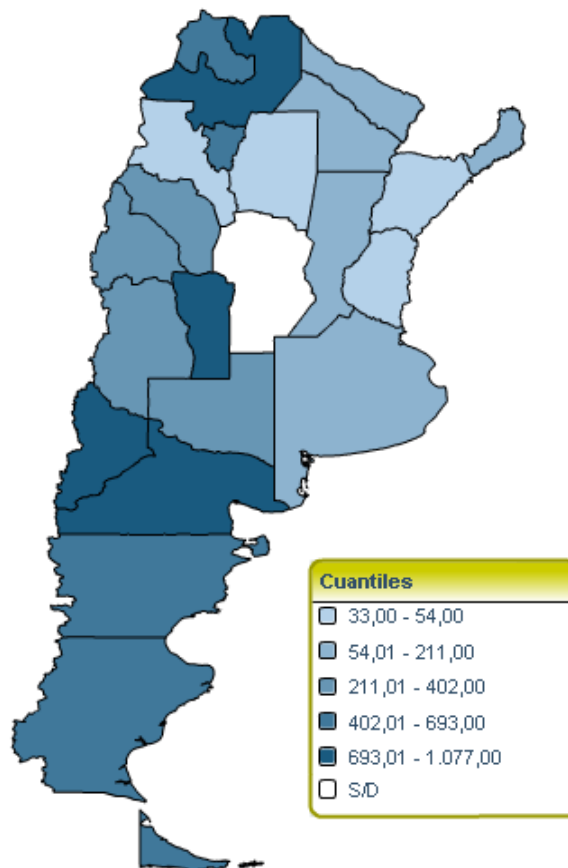 Cuantiles
33,00 - 54,00
54,01 - 211,00
211,01 - 402,00
402,01 - 693,00
693,01 - 1.077,00
S/D